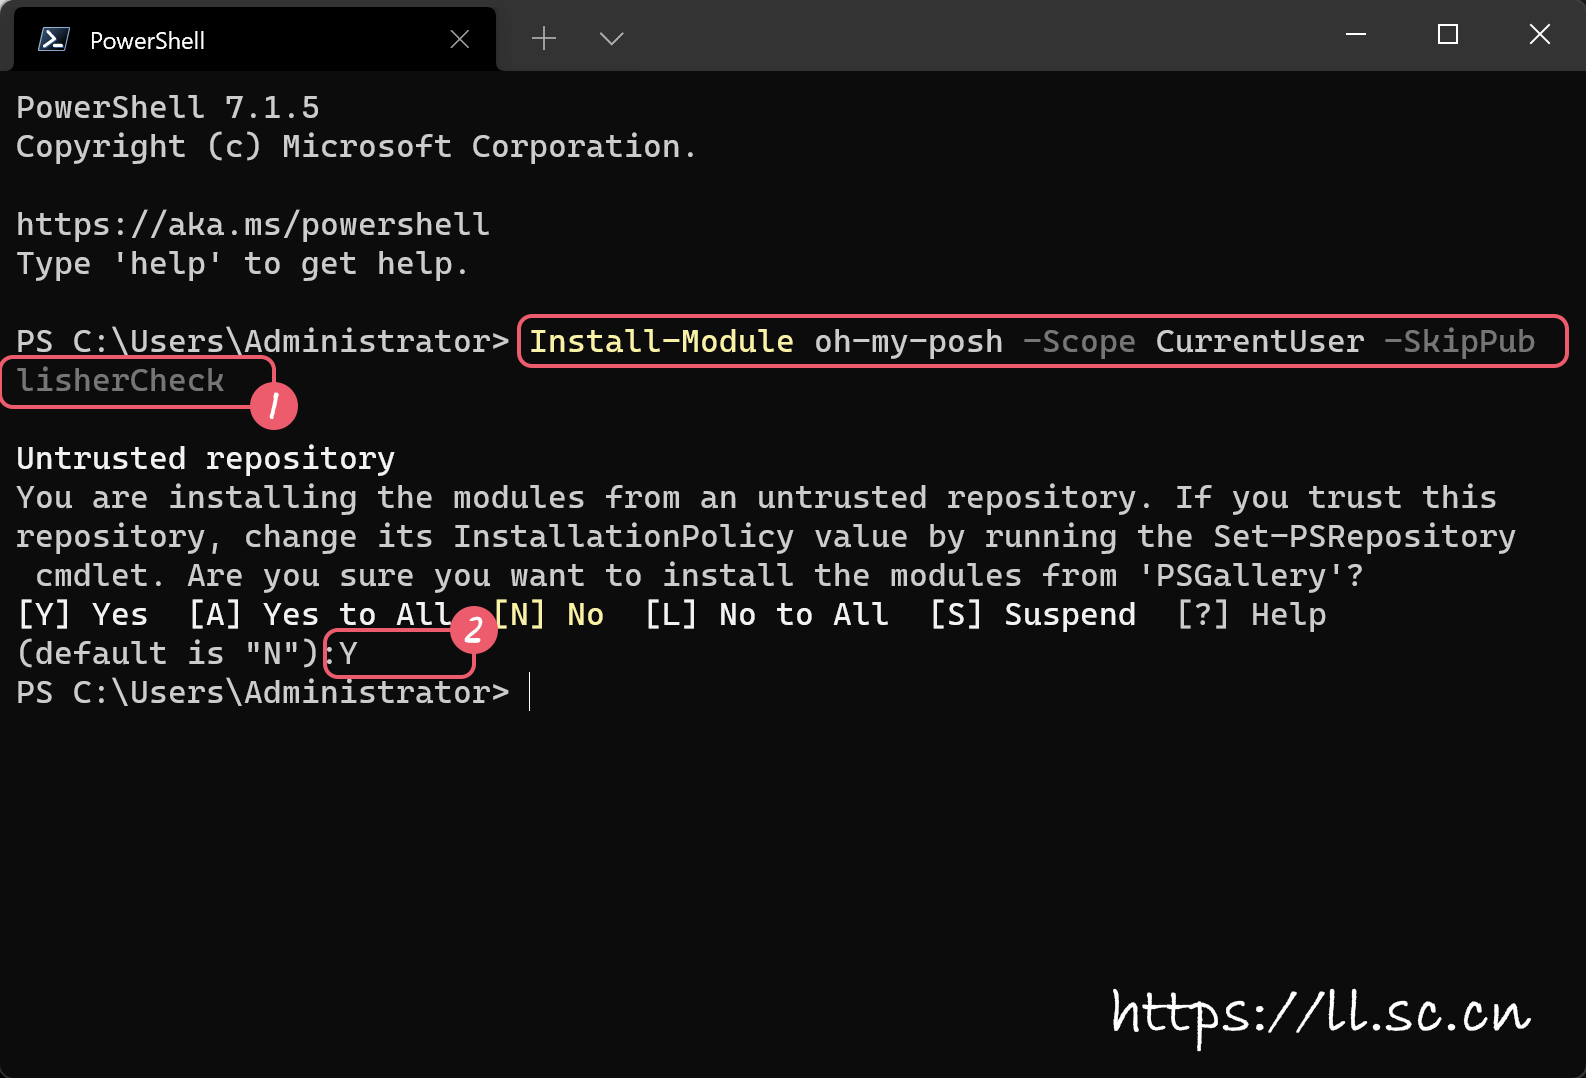 PowerShell
PowerShell 7.1.5
Copyright (c) Microsoft Corporation.
https://aka.ms/powershell
Type 'help' to get help.
PS C:\Users\Administrator> Install-Module oh-my-posh -Scope CurrentUser -SkipPub
lisherCheck
1
Untrusted repository
You are installing the modules from an untrusted repository. If you trust this
repository, change its InstallationPolicy value by running the Set-PSRepository
 cmdlet. Are you sure you want to install the modules from 'PSGallery'?
[Y] Yes  [A] Yes to All  [N] No  [L] No to All  [S] Suspend  [?] Help
2
(default is "N"):Y
PS C:\Users\Administrator>
https://ll.sc.cn